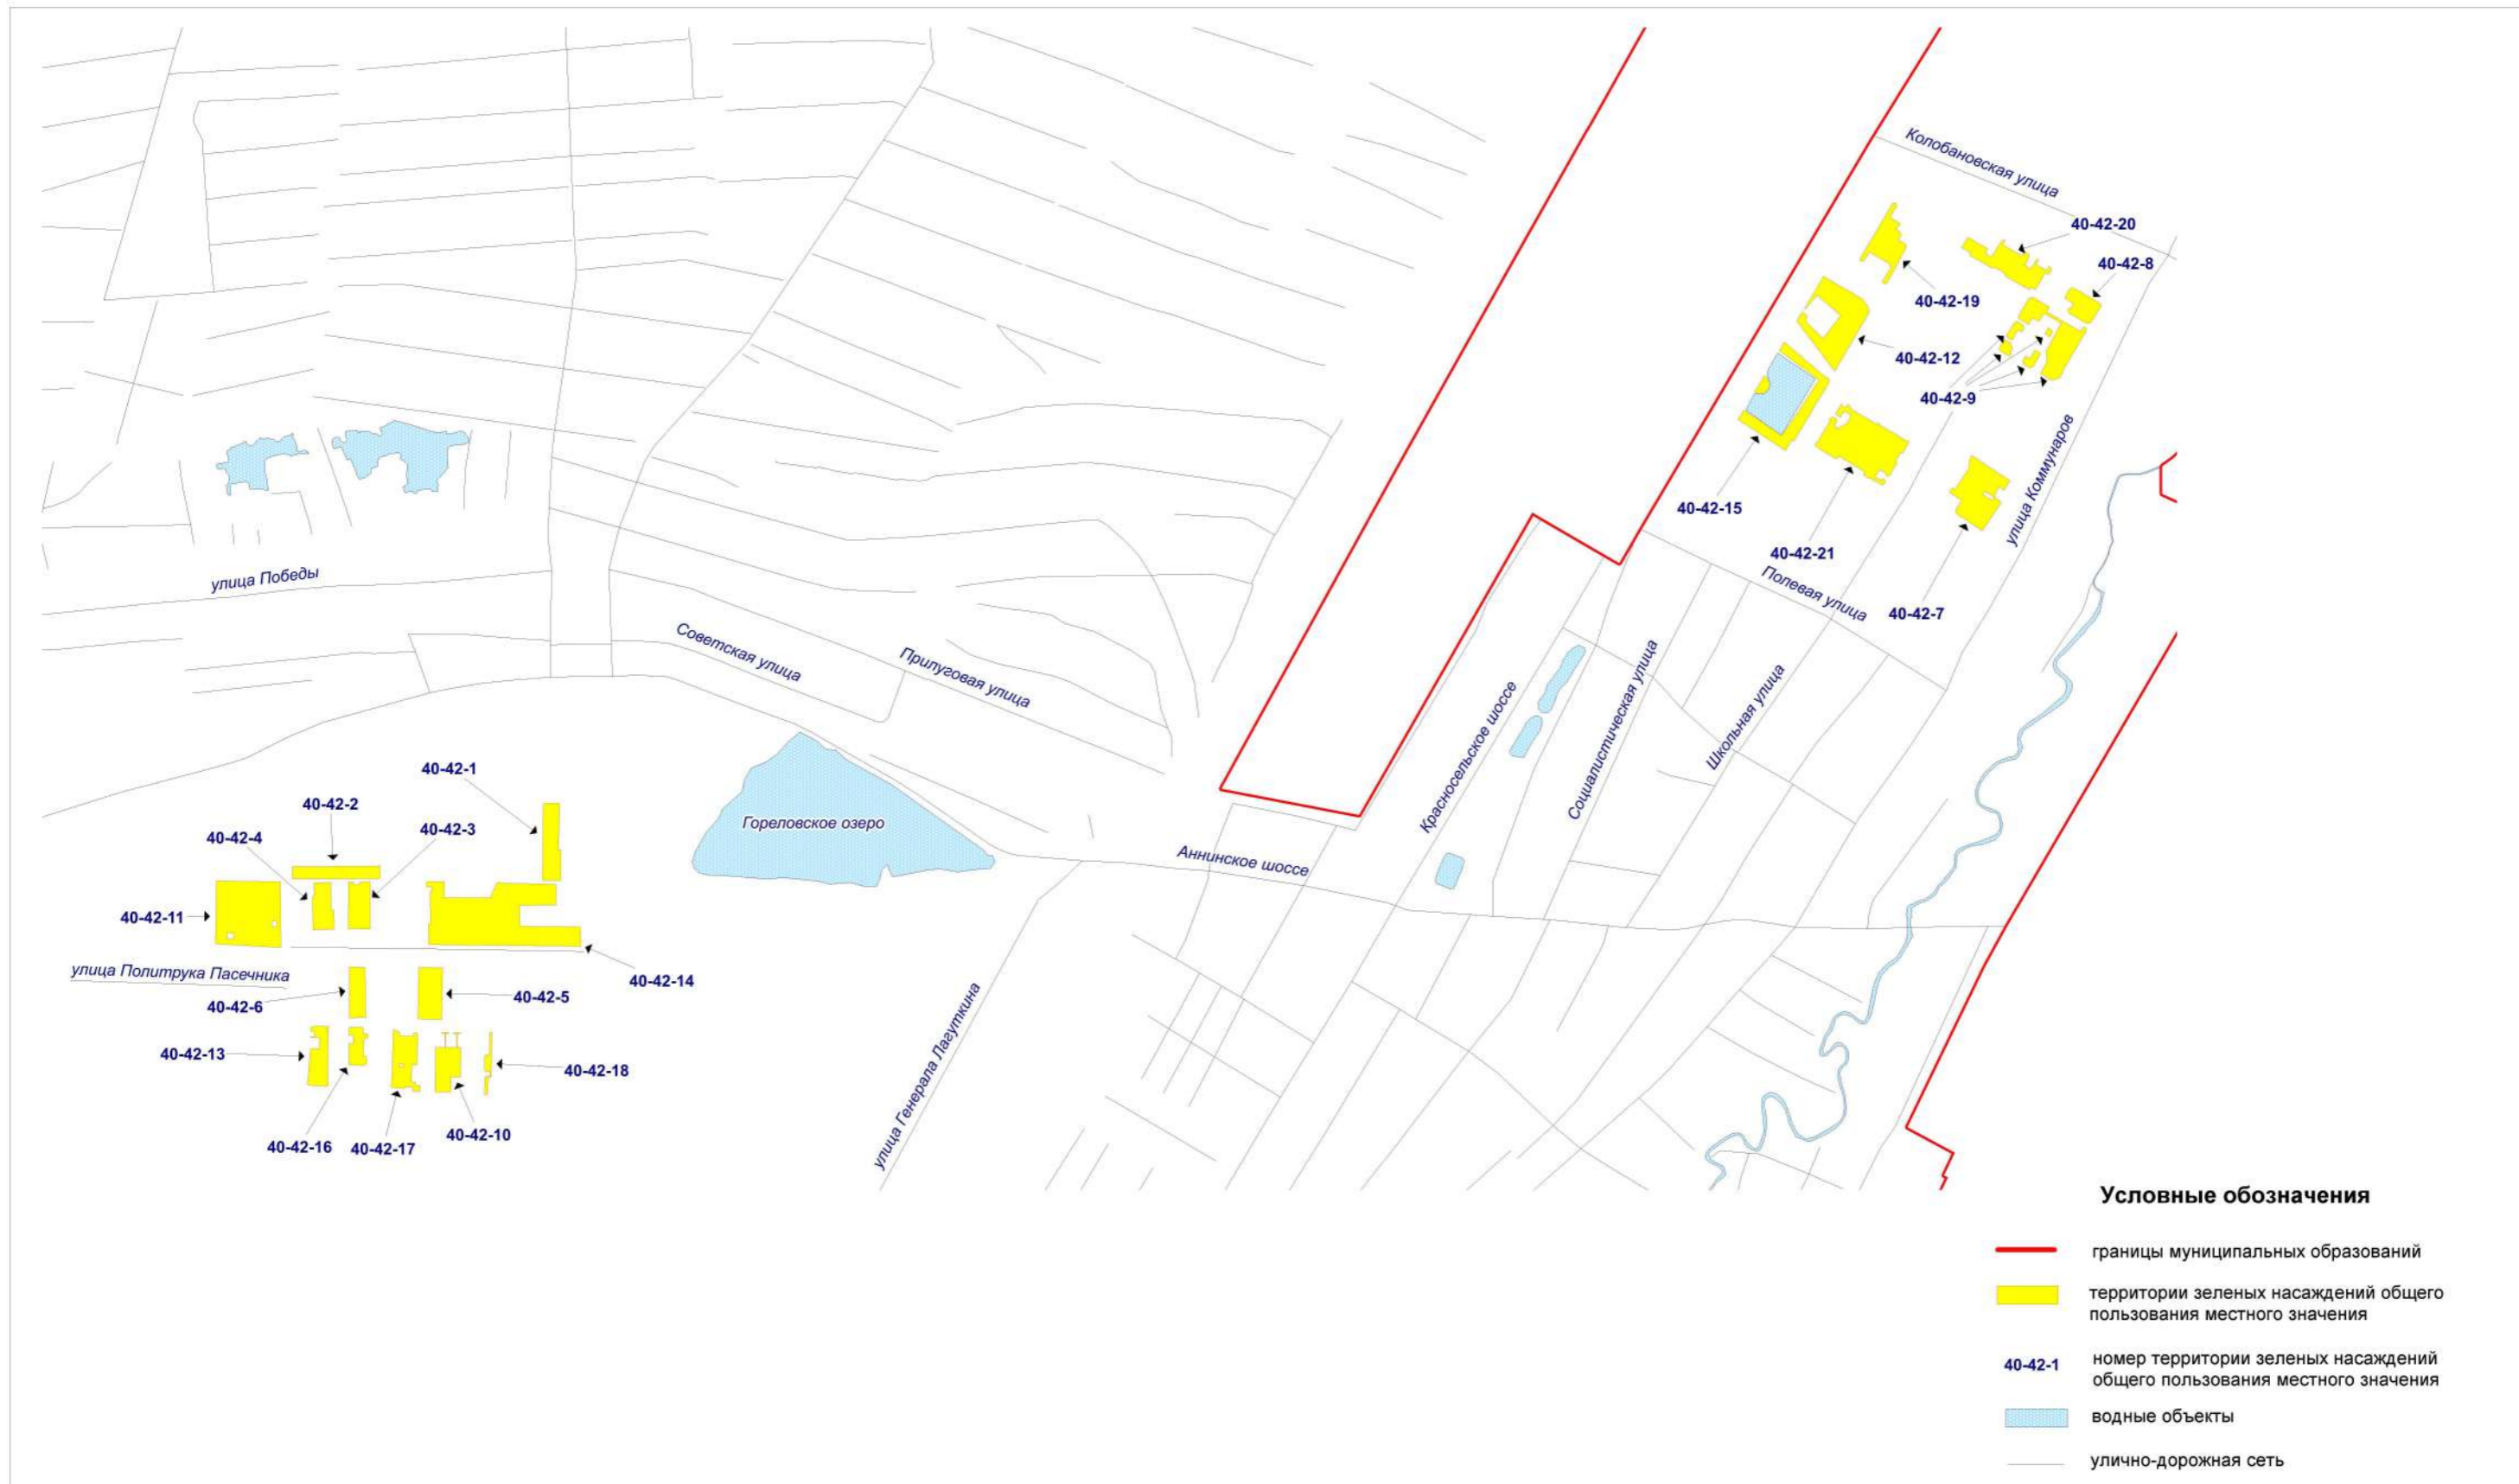 Колобановская улица
40-42-20
40-42-8
40-42-19
40-42-12
40-42-9
улица Коммунаров
40-42-15
40-42-21
Полевая улица
40-42-7
улица Победы
Советская улица
Прилуговая улица
Красносельское шоссе
Социалистическая улица
Школьная улица
40-42-1
40-42-2
40-42-3
40-42-4
Гореловское озеро
Аннинское шоссе
40-42-11
улица Политрука Пасечника
40-42-14
40-42-5
40-42-6
40-42-13
40-42-18
улица Генерала Лагуткина
40-42-10
40-42-16
40-42-17
Условные обозначения
границы муниципальных образований
территории зеленых насаждений общего
пользования местного значения
40-42-1
номер территории зеленых насаждений
общего пользования местного значения
водные объекты
улично-дорожная сеть